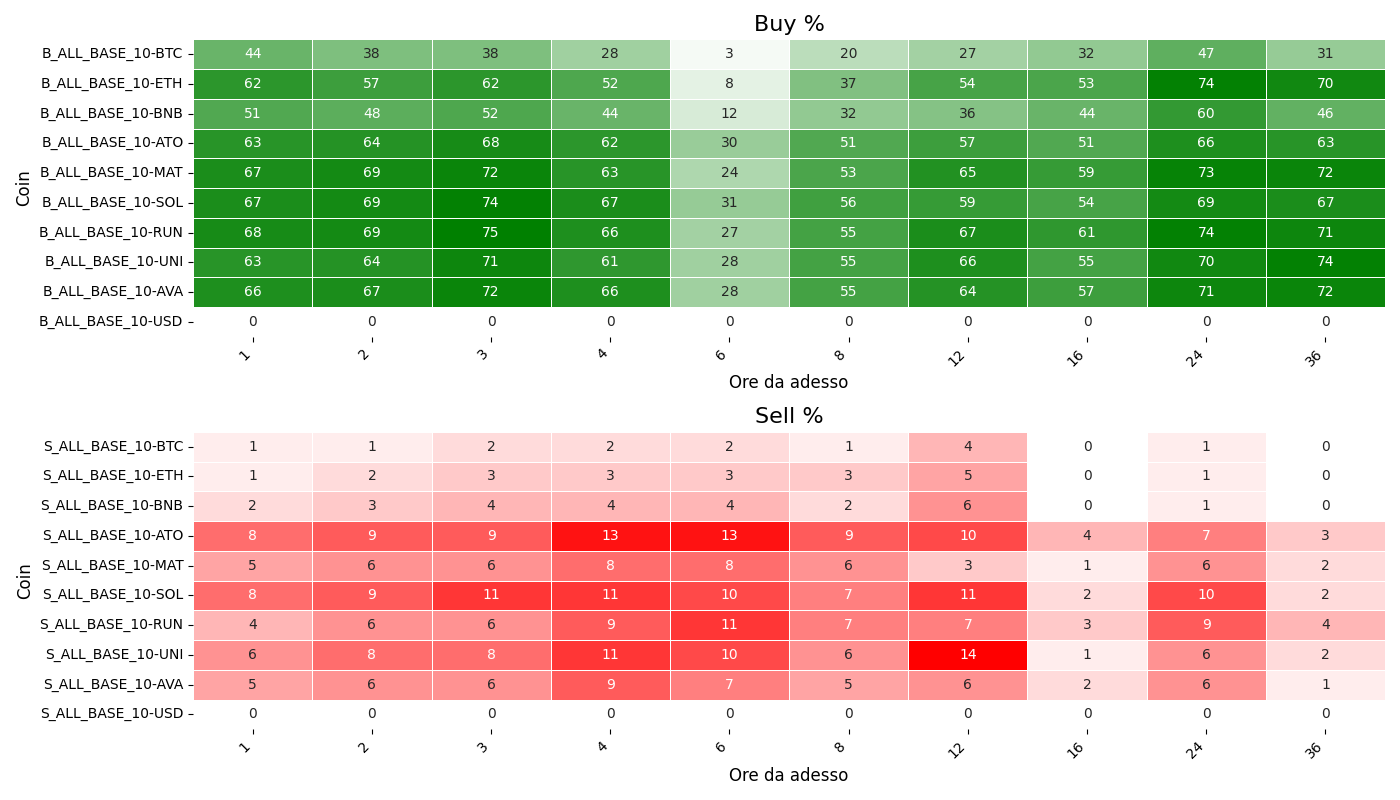 Buy %
Coin
B_ALL_BASE_10-BTC 44 38 38 28 3 20 27 32 47 31
B_ALL_BASE_10-ETH 62 57 62 52 8 37 54 53 74 70
B_ALL_BASE_10-BNB 51 48 52 44 12 32 36 44 60 46
B_ALL_BASE_10-ATO 63 64 68 62 30 51 57 51 66 63
B_ALL_BASE_10-MAT 67 69 72 63 24 53 65 59 73 72
B_ALL_BASE_10-SOL 67 69 74 67 31 56 59 54 69 67
B_ALL_BASE_10-RUN 68 69 75 66 27 55 67 61 74 71
B_ALL_BASE_10-UNI 63 64 71 61 28 55 66 55 70 74
B_ALL_BASE_10-AVA 66 67 72 66 28 55 64 57 71 72
B_ALL_BASE_10-USD 0 0 0 0 0 0 0 0 0 0
1 2 3 4 6 8 12 16 24 36
Ore da adesso
Sell %
Coin
S_ALL_BASE_10-BTC 1 1 2 2 2 1 4 0 1 0
S_ALL_BASE_10-ETH 1 2 3 3 3 3 5 0 1 0
S_ALL_BASE_10-BNB 2 3 4 4 4 2 6 0 1 0
S_ALL_BASE_10-ATO 8 9 9 13 13 9 10 4 7 3
S_ALL_BASE_10-MAT 5 6 6 8 8 6 3 1 6 2
S_ALL_BASE_10-SOL 8 9 11 11 10 7 11 2 10 2
S_ALL_BASE_10-RUN 4 6 6 9 11 7 7 3 9 4
S_ALL_BASE_10-UNI 6 8 8 11 10 6 14 1 6 2
S_ALL_BASE_10-AVA 5 6 6 9 7 5 6 2 6 1
S_ALL_BASE_10-USD 0 0 0 0 0 0 0 0 0 0
1 2 3 4 6 8 12 16 24 36
Ore da adesso